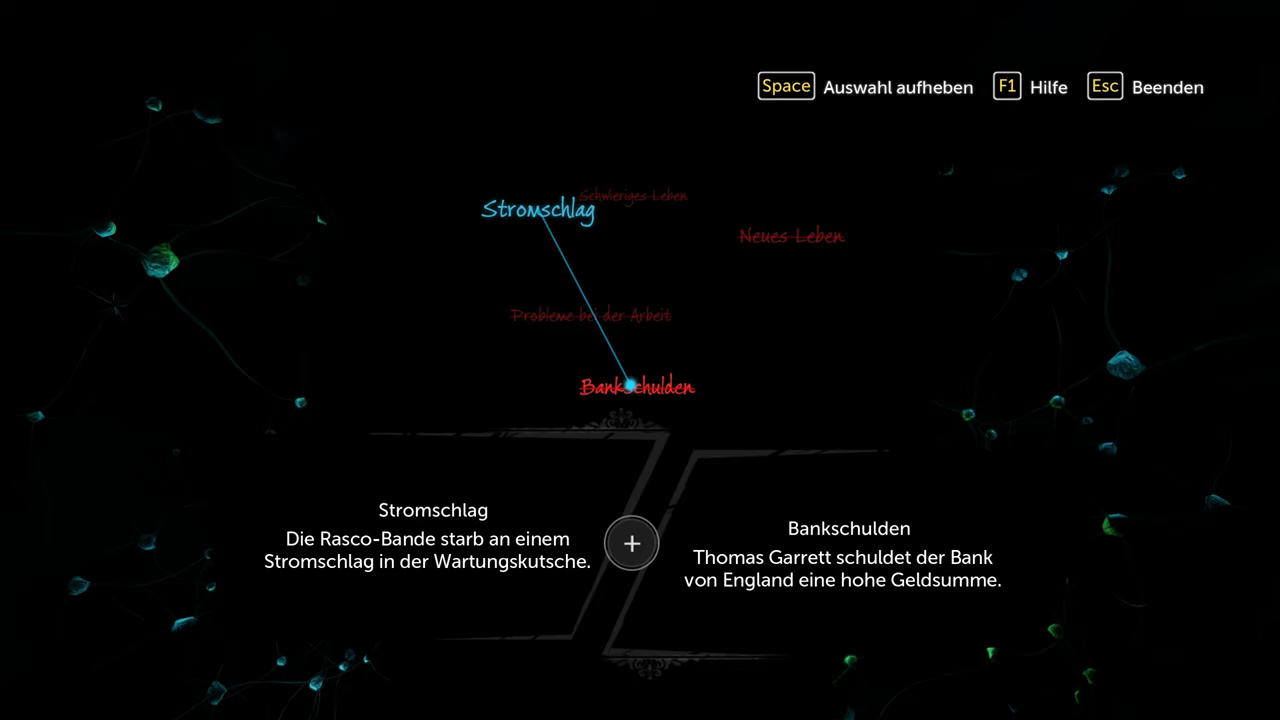 Space Auswahl aufheben F1 Hilfe Esc Beenden
Schwieriges Leben
Stromschlag
Neues Leben
Probleme bei der Arbeit
Bankschulden
Stromschlag
Die Rasco-Bande starb an einem
Stromschlag in der Wartungskutsche.
+
Bankschulden
Thomas Garrett schuldet der Bank
von England eine hohe Geldsumme.